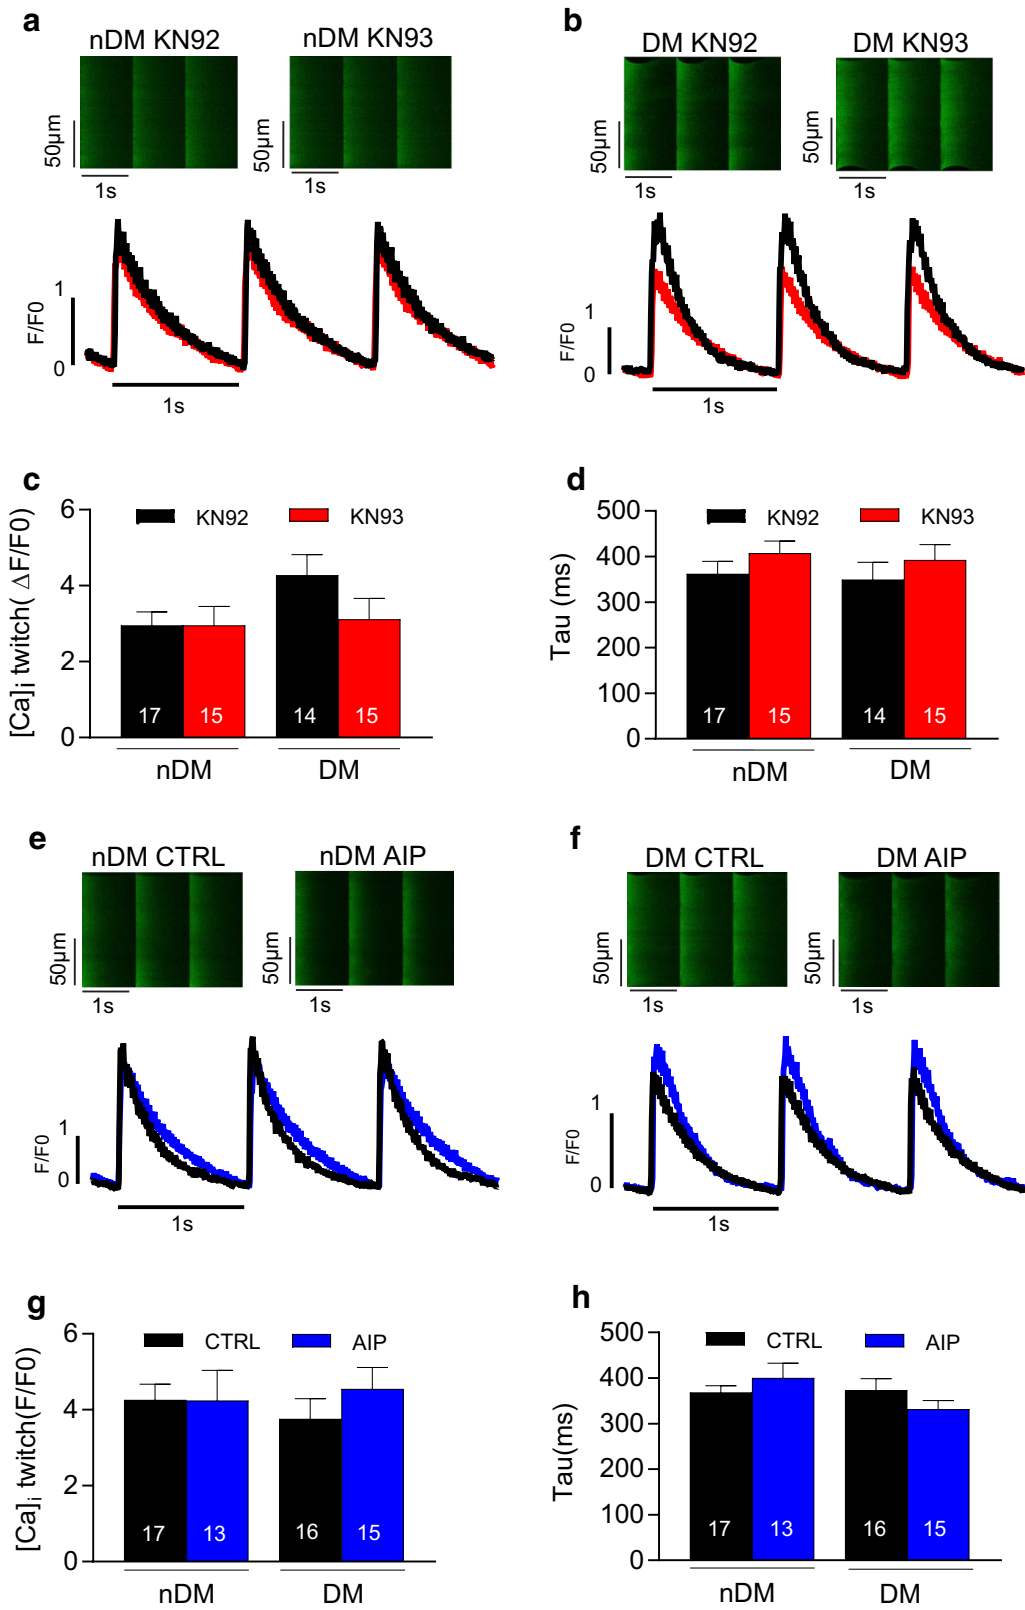 a
nDM KN92
nDM KN93
50µm
1s
50µm
1s
1
F/F0
0
1s
b
DM KN92
DM KN93
50µm
1s
50µm
1s
1
F/F0
0
1s
c
6
4
2
0
[Ca]i twitch( ΔF/F0)
KN92
KN93
17
15
14
15
nDM
DM
d
500
400
300
200
100
0
Tau (ms)
KN92
KN93
17
15
14
15
nDM
DM
e
nDM CTRL
nDM AIP
50µm
1s
50µm
1s
1
F/F0
0
1s
f
DM CTRL
DM AIP
50µm
1s
50µm
1s
1
F/F0
0
1s
g
6
4
2
0
[Ca]i twitch(F/F0)
CTRL
AIP
17
13
16
15
nDM
DM
h
500
400
300
200
100
0
Tau(ms)
CTRL
AIP
17
13
16
15
nDM
DM